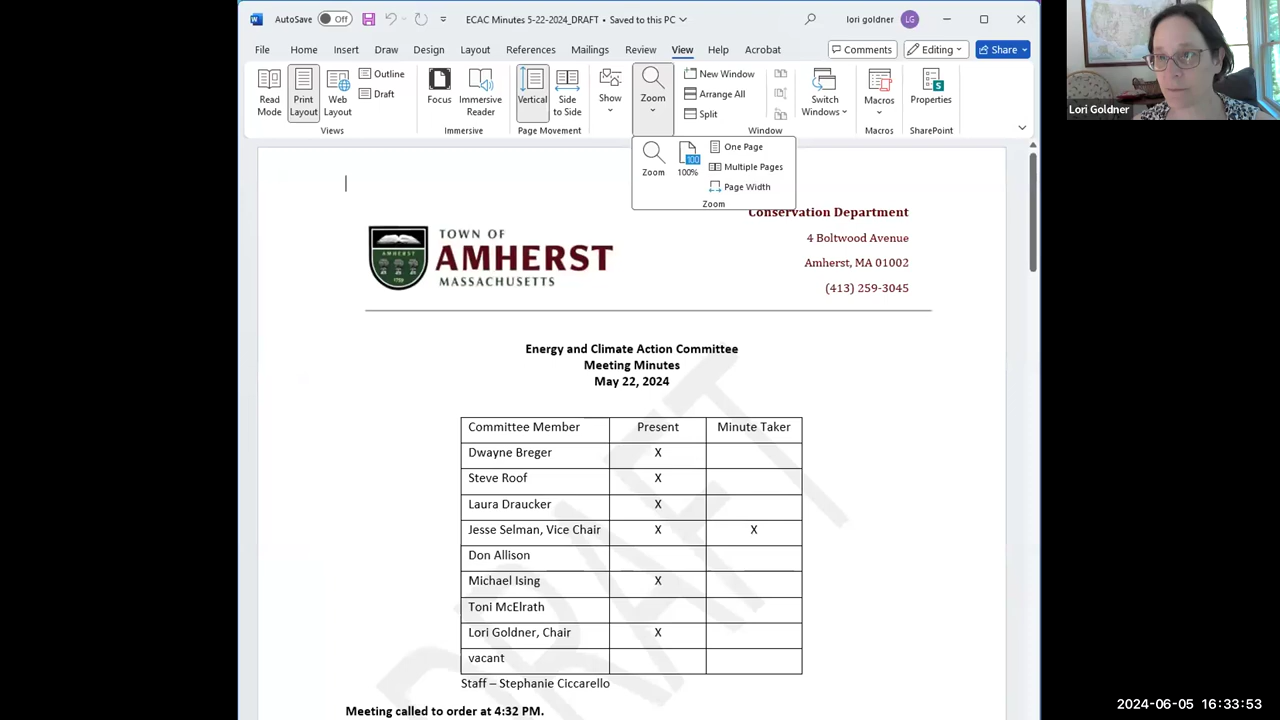 AutoSave Off ECAC Minutes 5-22-2024_DRAFT • Saved to this PC lori goldner LG
File Home Insert Draw Design Layout References Mailings Review View Help Acrobat Comments Editing Share
Read Mode
Print Layout
Web Layout
Outline
Draft
Views
Focus
Immersive Reader
Immersive
Vertical
Side to Side
Page Movement
Show
Zoom
New Window
Arrange All
Split
Window
Switch Windows
Macros
Macros
Properties
SharePoint
Zoom
100
100%
One Page
Multiple Pages
Page Width
Zoom
Lori Goldner
Conservation Department
4 Boltwood Avenue
Amherst, MA 01002
(413) 259-3045
TOWN OF
AMHERST
MASSACHUSETTS
AMHERST
Energy and Climate Action Committee
Meeting Minutes
May 22, 2024
Committee Member Present Minute Taker
Dwayne Breger X
Steve Roof X
Laura Draucker X
Jesse Selman, Vice Chair X X
Don Allison
Michael Ising X
Toni McElrath
Lori Goldner, Chair X
vacant
Staff – Stephanie Ciccarello
Meeting called to order at 4:32 PM.
DRAFT
2024-06-05 16:33:53